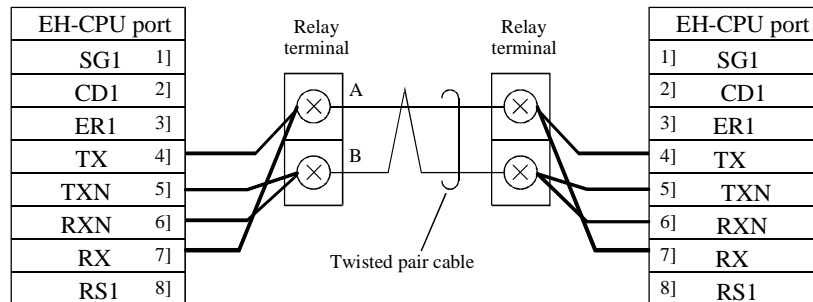 EH-CPU port
SG1 1]
CD1 2]
ER1 3]
TX 4]
TXN 5]
RXN 6]
RX 7]
RS1 8]
Relay
terminal
A
B
Twisted pair cable
Relay
terminal
EH-CPU port
1] SG1
2] CD1
3] ER1
4] TX
5] TXN
6] RXN
7] RX
8] RS1